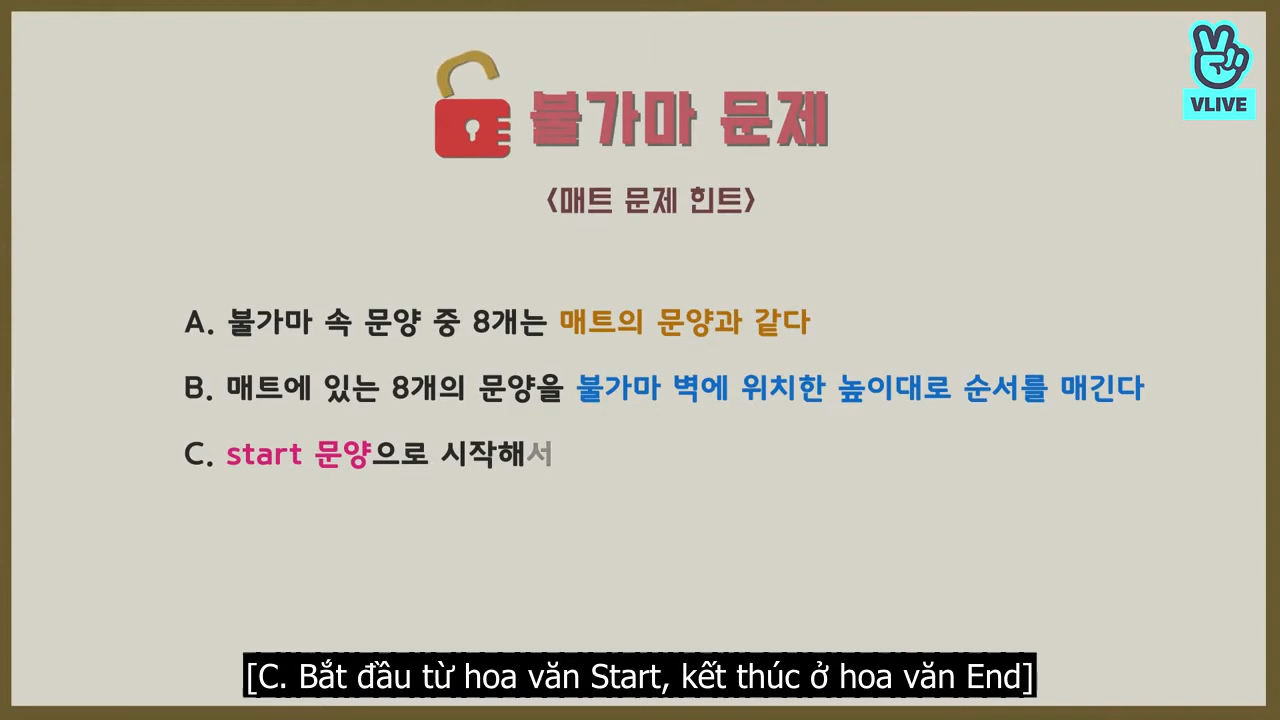 VLIVE
불가마 문제
<매트 문제 힌트>
A. 불가마 속 문양 중 8개는 매트의 문양과 같다
B. 매트에 있는 8개의 문양을 불가마 벽에 위치한 높이대로 순서를 매긴다
C. start 문양으로 시작해서
[C. Bắt đầu từ hoa văn Start, kết thúc ở hoa văn End]